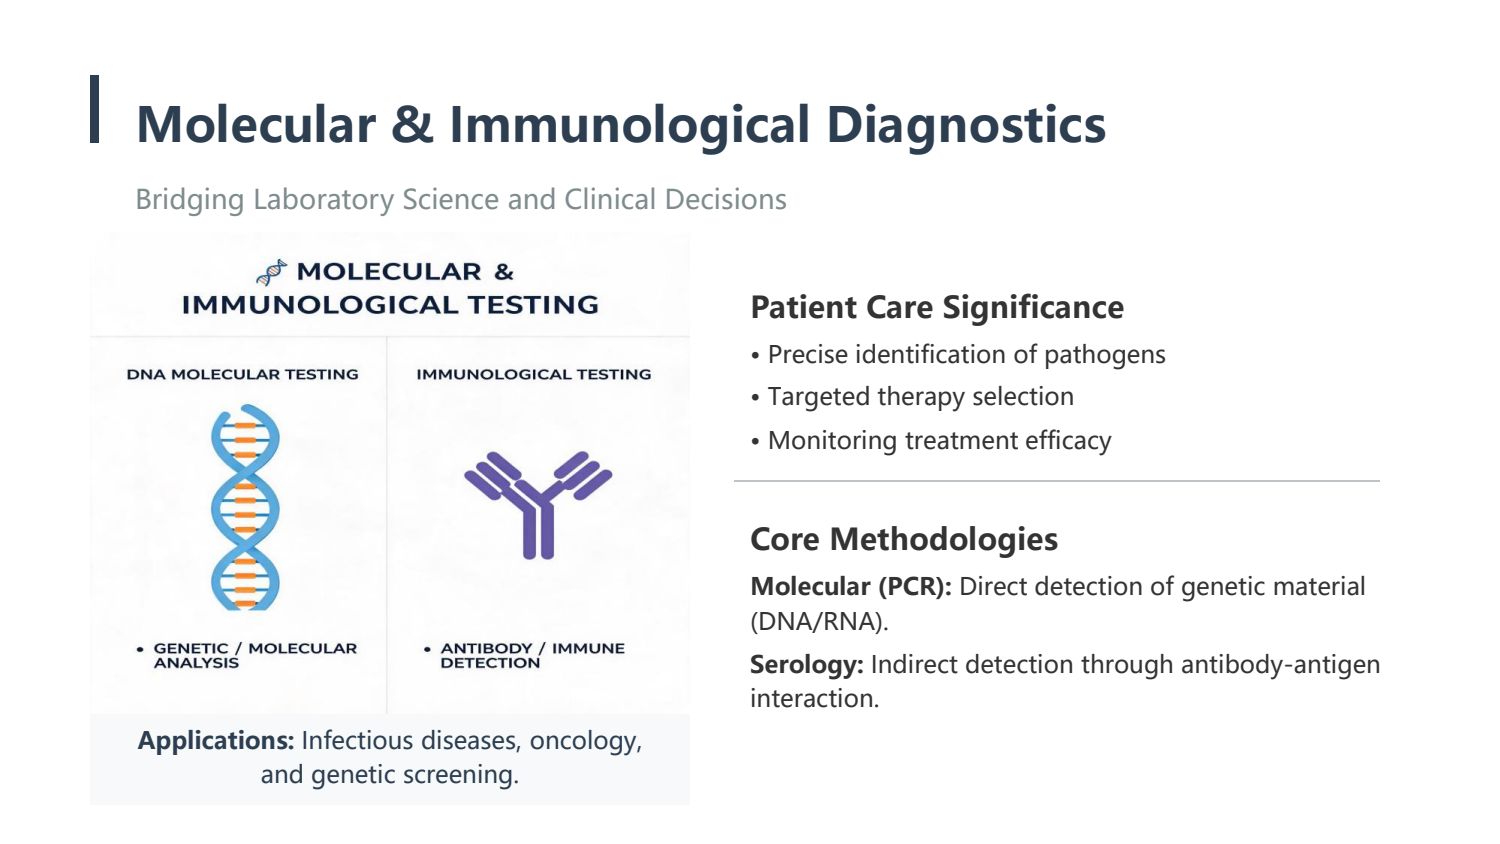 Molecular & Immunological Diagnostics
Bridging Laboratory Science and Clinical Decisions
MOLECULAR &
IMMUNOLOGICAL TESTING
DNA MOLECULAR TESTING
• GENETIC / MOLECULAR
ANALYSIS
IMMUNOLOGICAL TESTING
• ANTIBODY / IMMUNE
DETECTION
Applications: Infectious diseases, oncology,
and genetic screening.
Patient Care Significance
• Precise identification of pathogens
• Targeted therapy selection
• Monitoring treatment efficacy
Core Methodologies
Molecular (PCR): Direct detection of genetic material
(DNA/RNA).
Serology: Indirect detection through antibody-antigen
interaction.